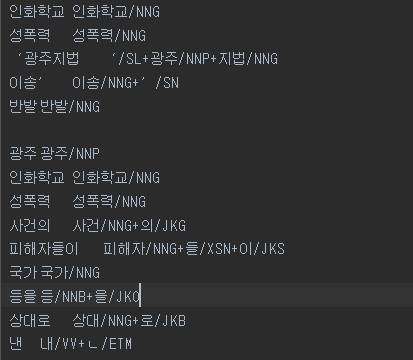 인화학교 인화학교/NNG
성폭력 성폭력/NNG
‘광주지법 ‘/SL+광주/NNP+지법/NNG
이송’ 이송/NNG+’/SN
반발 반발/NNG
광주 광주/NNP
인화학교 인화학교/NNG
성폭력 성폭력/NNG
사건의 사건/NNG+의/JKG
피해자들이 피해자/NNG+들/XSN+이/JKS
국가 국가/NNG
등을 등/NNB+을/JKO
상대로 상대/NNG+로/JKB
낸 내/VV+ㄴ/ETM